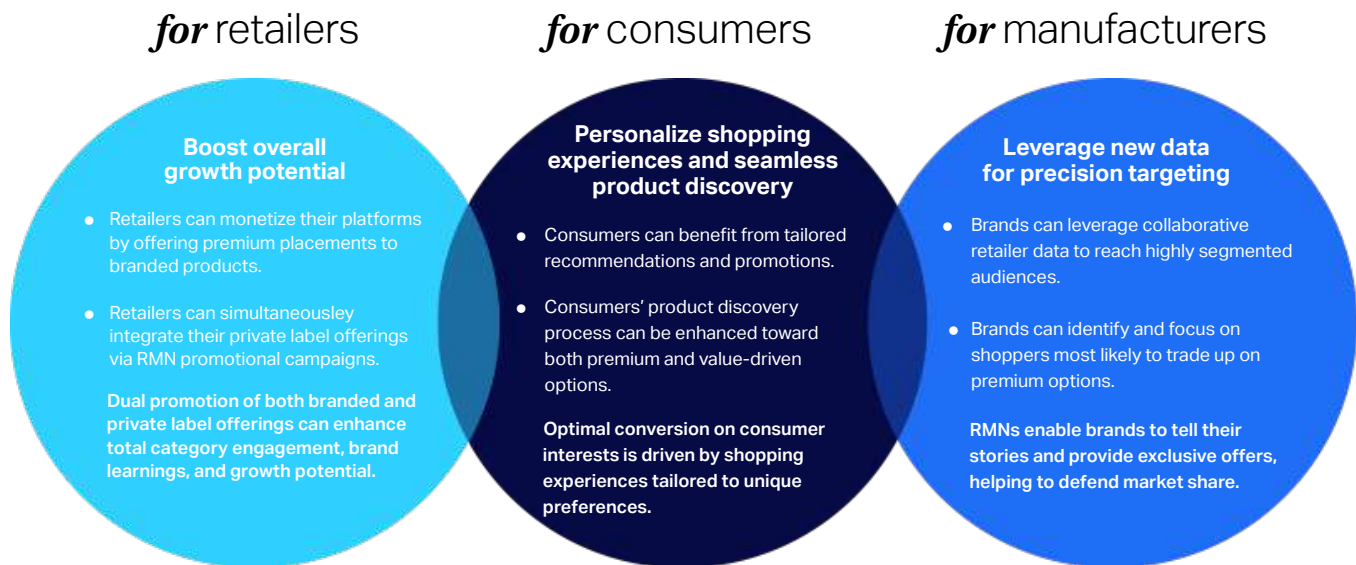 for retailers
Boost overall
growth potential
● Retailers can monetize their platforms
by offering premium placements to
branded products.
● Retailers can simultaneousley
integrate their private label offerings
via RMN promotional campaigns.
Dual promotion of both branded and
private label offerings can enhance
total category engagement, brand
learnings, and growth potential.
for consumers
Personalize shopping
experiences and seamless
product discovery
● Consumers can benefit from tailored
recommendations and promotions.
● Consumers’ product discovery
process can be enhanced toward
both premium and value-driven
options.
Optimal conversion on consumer
interests is driven by shopping
experiences tailored to unique
preferences.
for manufacturers
Leverage new data
for precision targeting
● Brands can leverage collaborative
retailer data to reach highly segmented
audiences.
● Brands can identify and focus on
shoppers most likely to trade up on
premium options.
RMNs enable brands to tell their
stories and provide exclusive offers,
helping to defend market share.